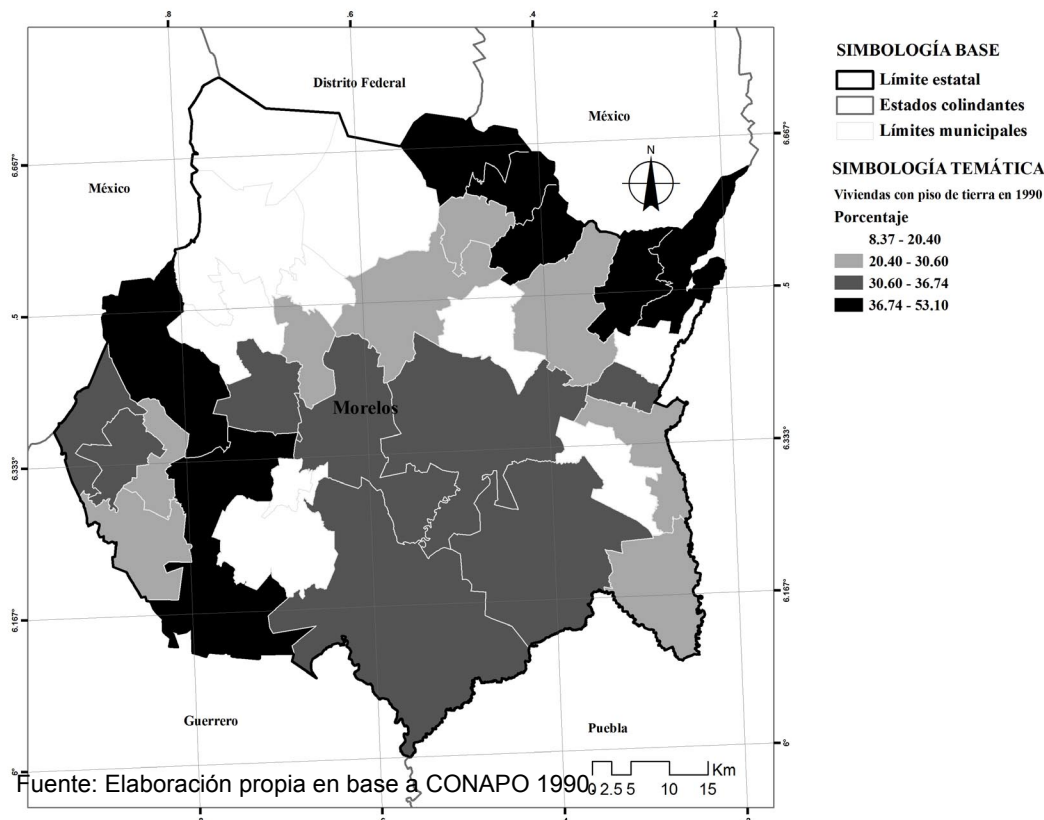 .8 .6 .4 .2
Distrito Federal
México
México
N
6.667°
6.667°
.5
.5
Morelos
6.333°
6.333°
6.167°
6.167°
Guerrero
Puebla
6°
6°
Fuente: Elaboración propia en base a CONAPO 1990
0 2.5 5 10 15 Km
SIMBOLOGÍA BASE
Límite estatal
Estados colindantes
Límites municipales
SIMBOLOGÍA TEMÁTICA
Viviendas con piso de tierra en 1990
Porcentaje
8.37 - 20.40
20.40 - 30.60
30.60 - 36.74
36.74 - 53.10